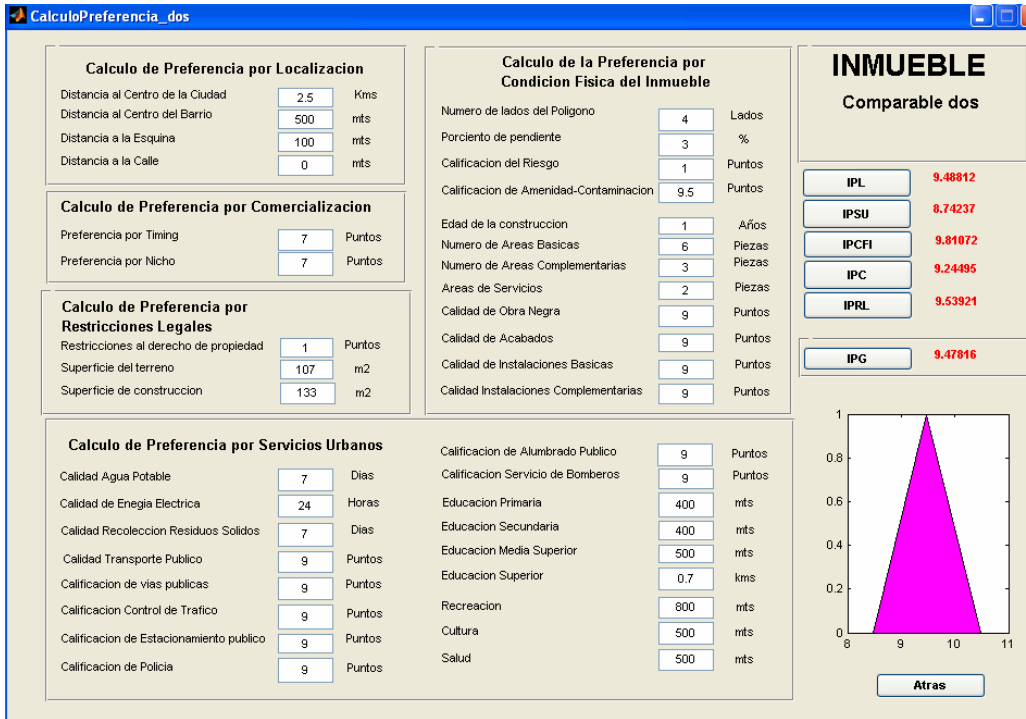 CalculoPreferencia_dos
Calculo de Preferencia por Localizacion
Distancia al Centro de la Ciudad 2.5 Kms
Distancia al Centro del Barrio 500 mts
Distancia a la Esquina 100 mts
Distancia a la Calle 0 mts
Calculo de Preferencia por Comercializacion
Preferencia por Timing 7 Puntos
Preferencia por Nicho 7 Puntos
Calculo de Preferencia por
Restricciones Legales
Restricciones al derecho de propiedad 1 Puntos
Superficie del terreno 107 m2
Superficie de construccion 133 m2
Calculo de la Preferencia por
Condicion Fisica del Inmueble
Numero de lados del Poligono 4 Lados
Porciento de pendiente 3 %
Calificacion del Riesgo 1 Puntos
Calificacion de Amenidad-Contaminacion 9.5 Puntos
Edad de la construccion 1 Años
Numero de Areas Basicas 6 Piezas
Numero de Areas Complementarias 3 Piezas
Areas de Servicios 2 Piezas
Calidad de Obra Negra 9 Puntos
Calidad de Acabados 9 Puntos
Calidad de Instalaciones Basicas 9 Puntos
Calidad Instalaciones Complementarias 9 Puntos
Calculo de Preferencia por Servicios Urbanos
Calidad Agua Potable 7 Dias
Calidad de Enegia Electrica 24 Horas
Calidad Recoleccion Residuos Solidos 7 Dias
Calidad Transporte Publico 9 Puntos
Calificacion de vias publicas 9 Puntos
Calificacion Control de Trafico 9 Puntos
Calificacion de Estacionamiento publico 9 Puntos
Calificacion de Policia 9 Puntos
Calificacion de Alumbrado Publico 9 Puntos
Calificacion Servicio de Bomberos 9 Puntos
Educacion Primaria 400 mts
Educacion Secundaria 400 mts
Educacion Media Superior 500 mts
Educacion Superior 0.7 kms
Recreacion 800 mts
Cultura 500 mts
Salud 500 mts
INMUEBLE
Comparable dos
IPL 9.48812
IPSU 8.74237
IPCFI 9.81072
IPC 9.24495
IPRL 9.53921
IPG 9.47816
1
0.8
0.6
0.4
0.2
0
8 9 10 11
Atras